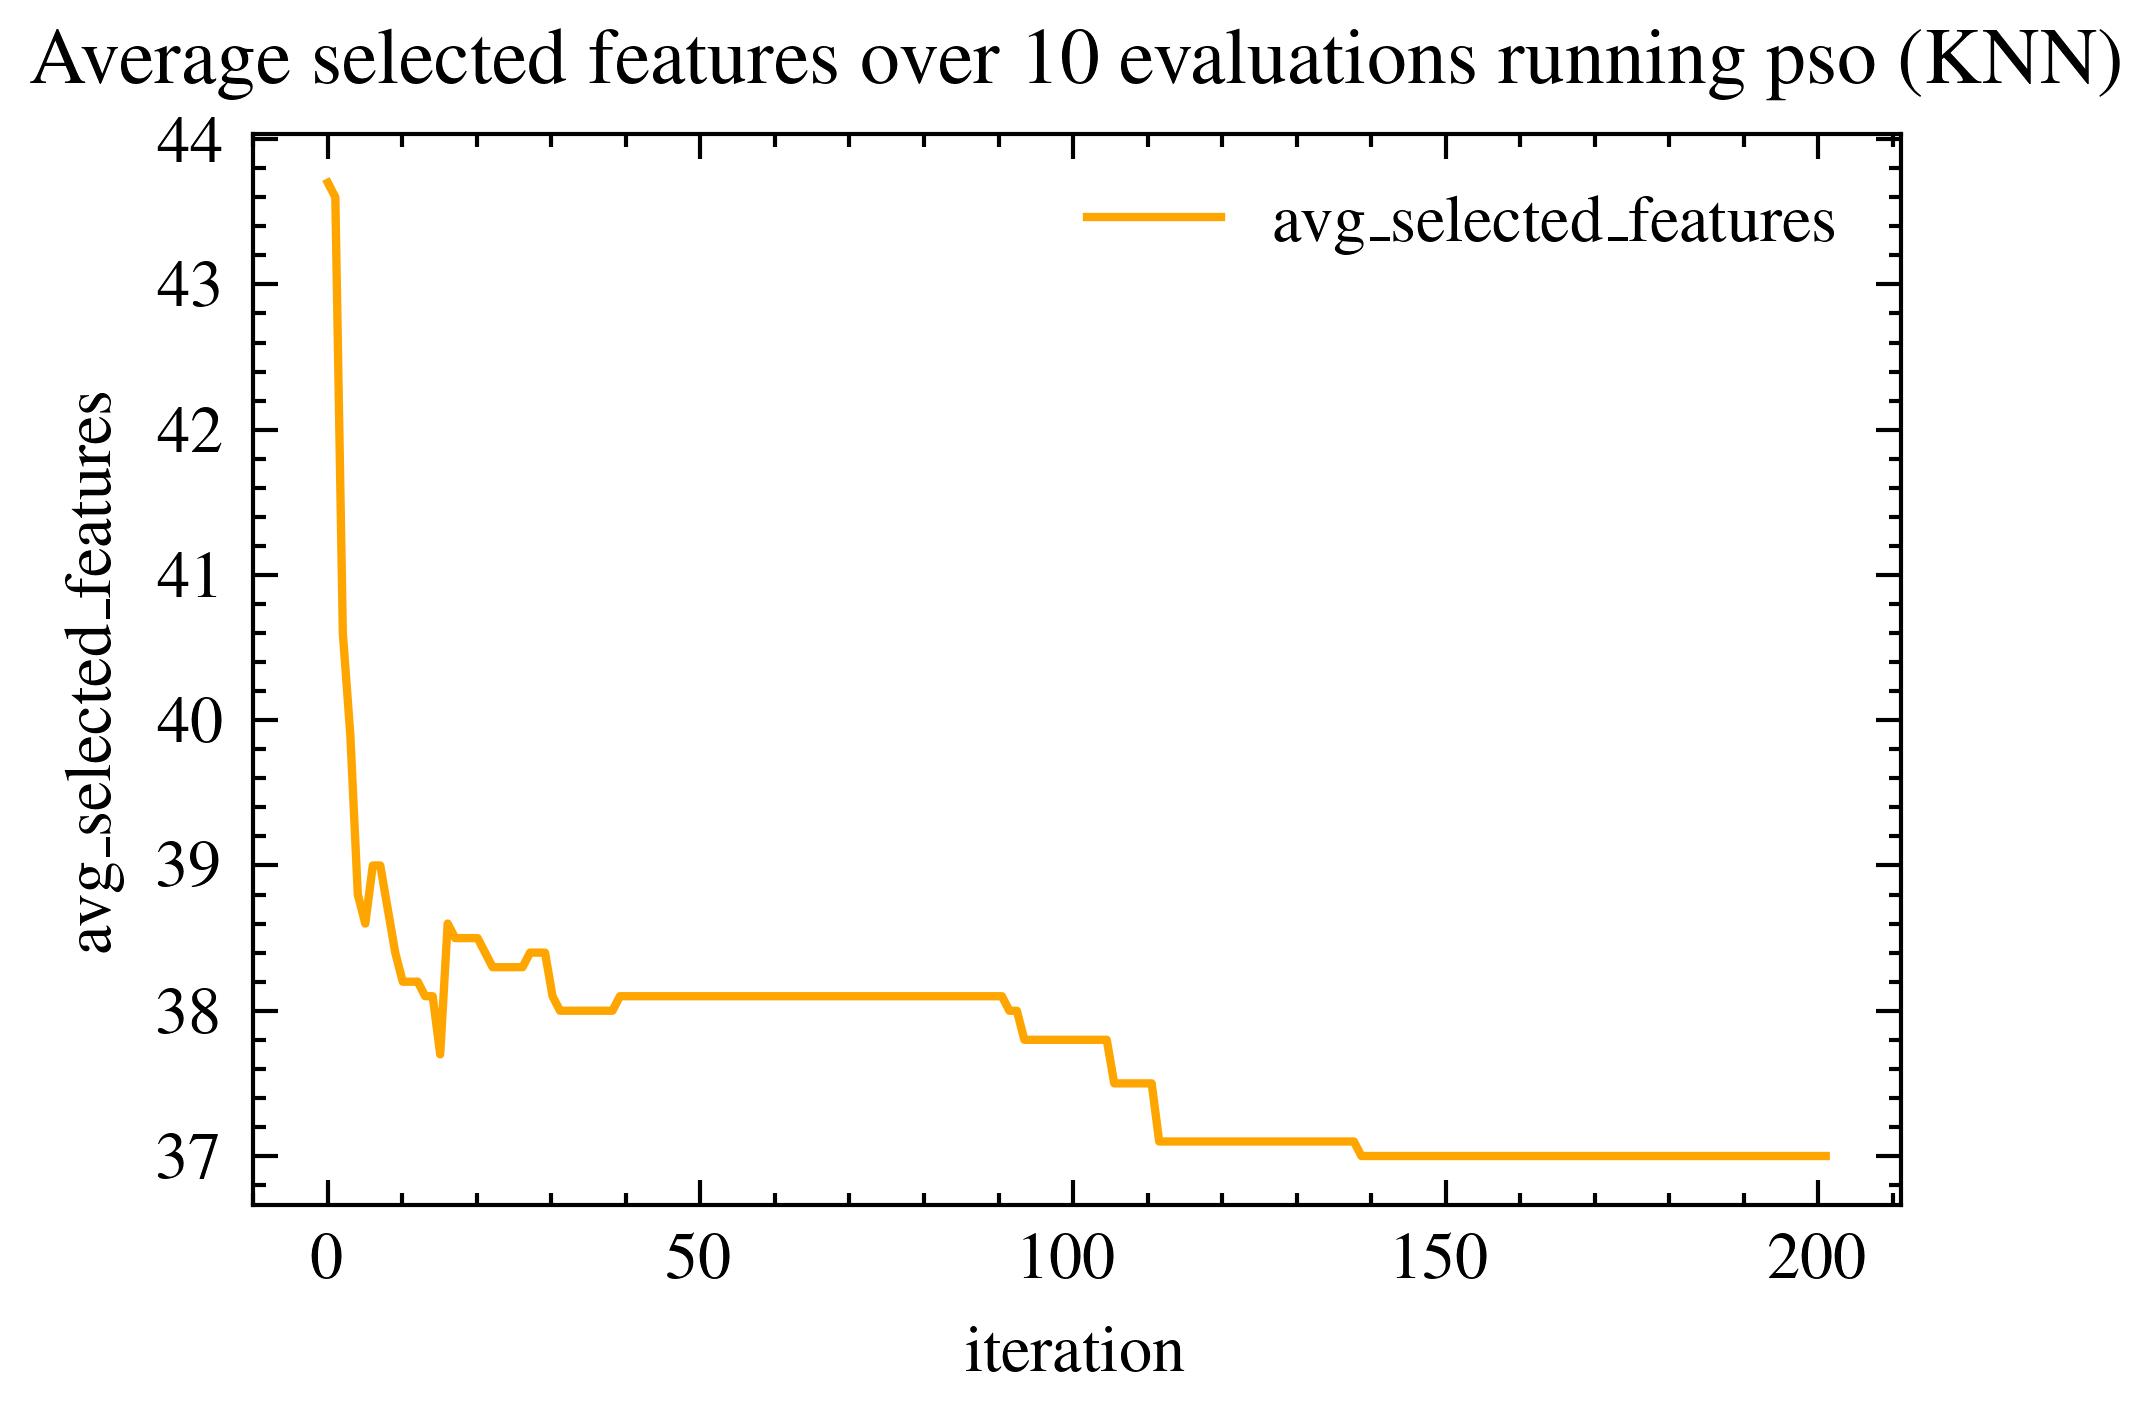 Average selected features over 10 evaluations running pso (KNN)
44
43
42
41
40
39
38
37
avg_selected_features
avg_selected_features
0 50 100 150 200
iteration